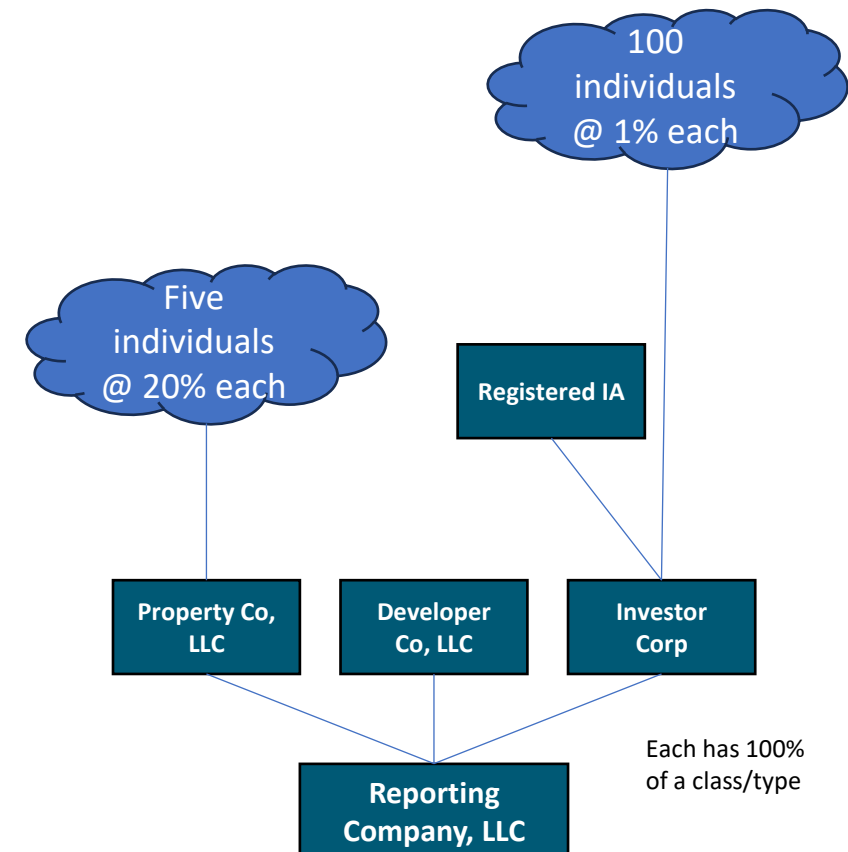 100
individuals
@ 1% each
Five
individuals
@ 20% each
Registered IA
Property Co,
LLC
Developer
Co, LLC
Investor
Corp
Each has 100%
of a class/type
Reporting
Company, LLC